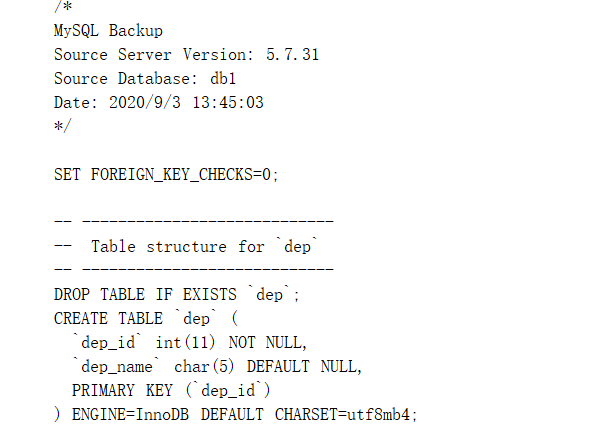 /*
MySQL Backup
Source Server Version: 5.7.31
Source Database: db1
Date: 2020/9/3 13:45:03
*/
SET FOREIGN_KEY_CHECKS=0;
-- ----------------------------
--  Table structure for `dep`
-- ----------------------------
DROP TABLE IF EXISTS `dep`;
CREATE TABLE `dep` (
  `dep_id` int(11) NOT NULL,
  `dep_name` char(5) DEFAULT NULL,
  PRIMARY KEY (`dep_id`)
) ENGINE=InnoDB DEFAULT CHARSET=utf8mb4;